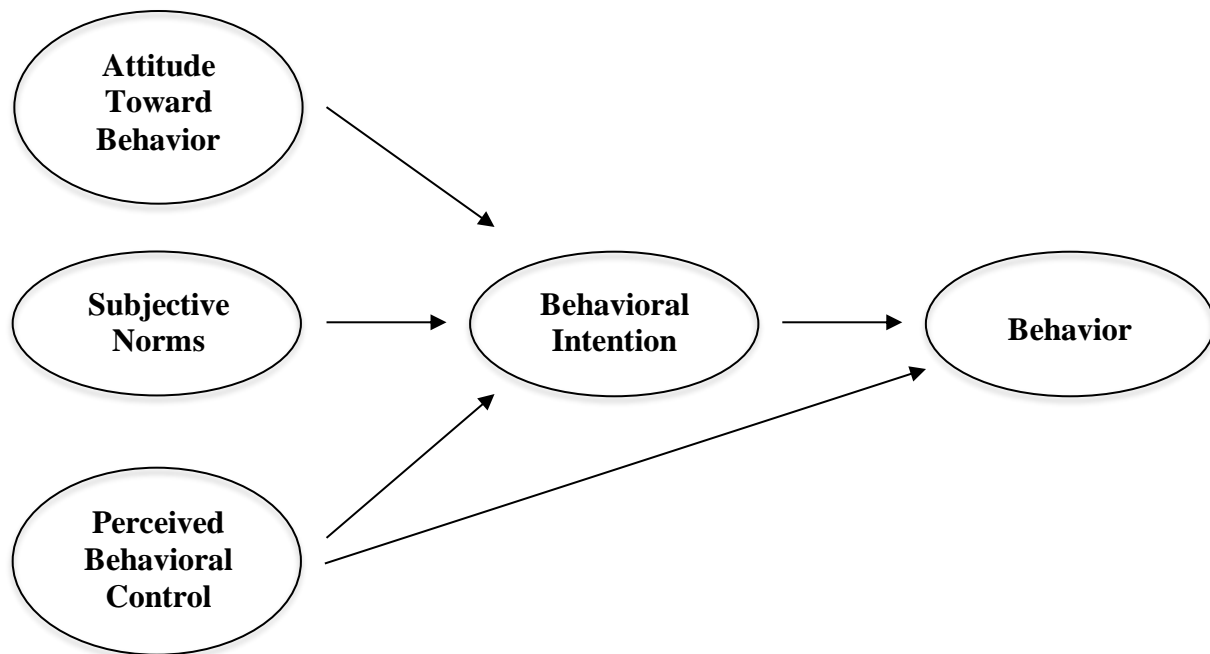 Attitude
Toward
Behavior
Subjective
Norms
Behavioral
Intention
Behavior
Perceived
Behavioral
Control